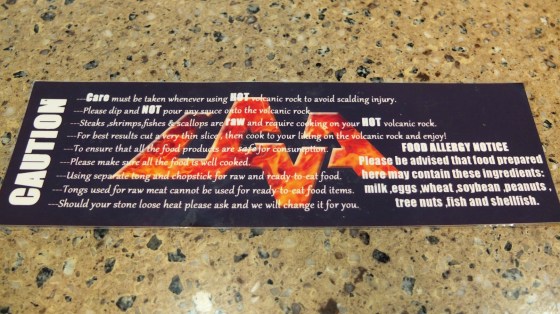 CAUTION
---Care must be taken whenever using HOT volcanic rock to avoid scalding injury.
---Please dip and NOT pour any sauce onto the volcanic rock.
---Steaks ,shrimps,fishes & scallops are raw and require cooking on your HOT volcanic rock.
---For best results cut a very thin slice, then cook to your liking on the volcanic rock and enjoy!
---To ensure that all the food products are safe for consumption.
---Please make sure all the food is well cooked.
---Using separate tong and chopstick for raw and ready-to-eat food.
---Tongs used for raw meat cannot be used for ready-to-eat food items.
---Should your stone loose heat please ask and we will change it for you.
FOOD ALLERGY NOTICE
Please be advised that food prepared
here may contain these ingredients:
milk ,eggs ,wheat ,soybean ,peanuts ,
tree nuts ,fish and shellfish.